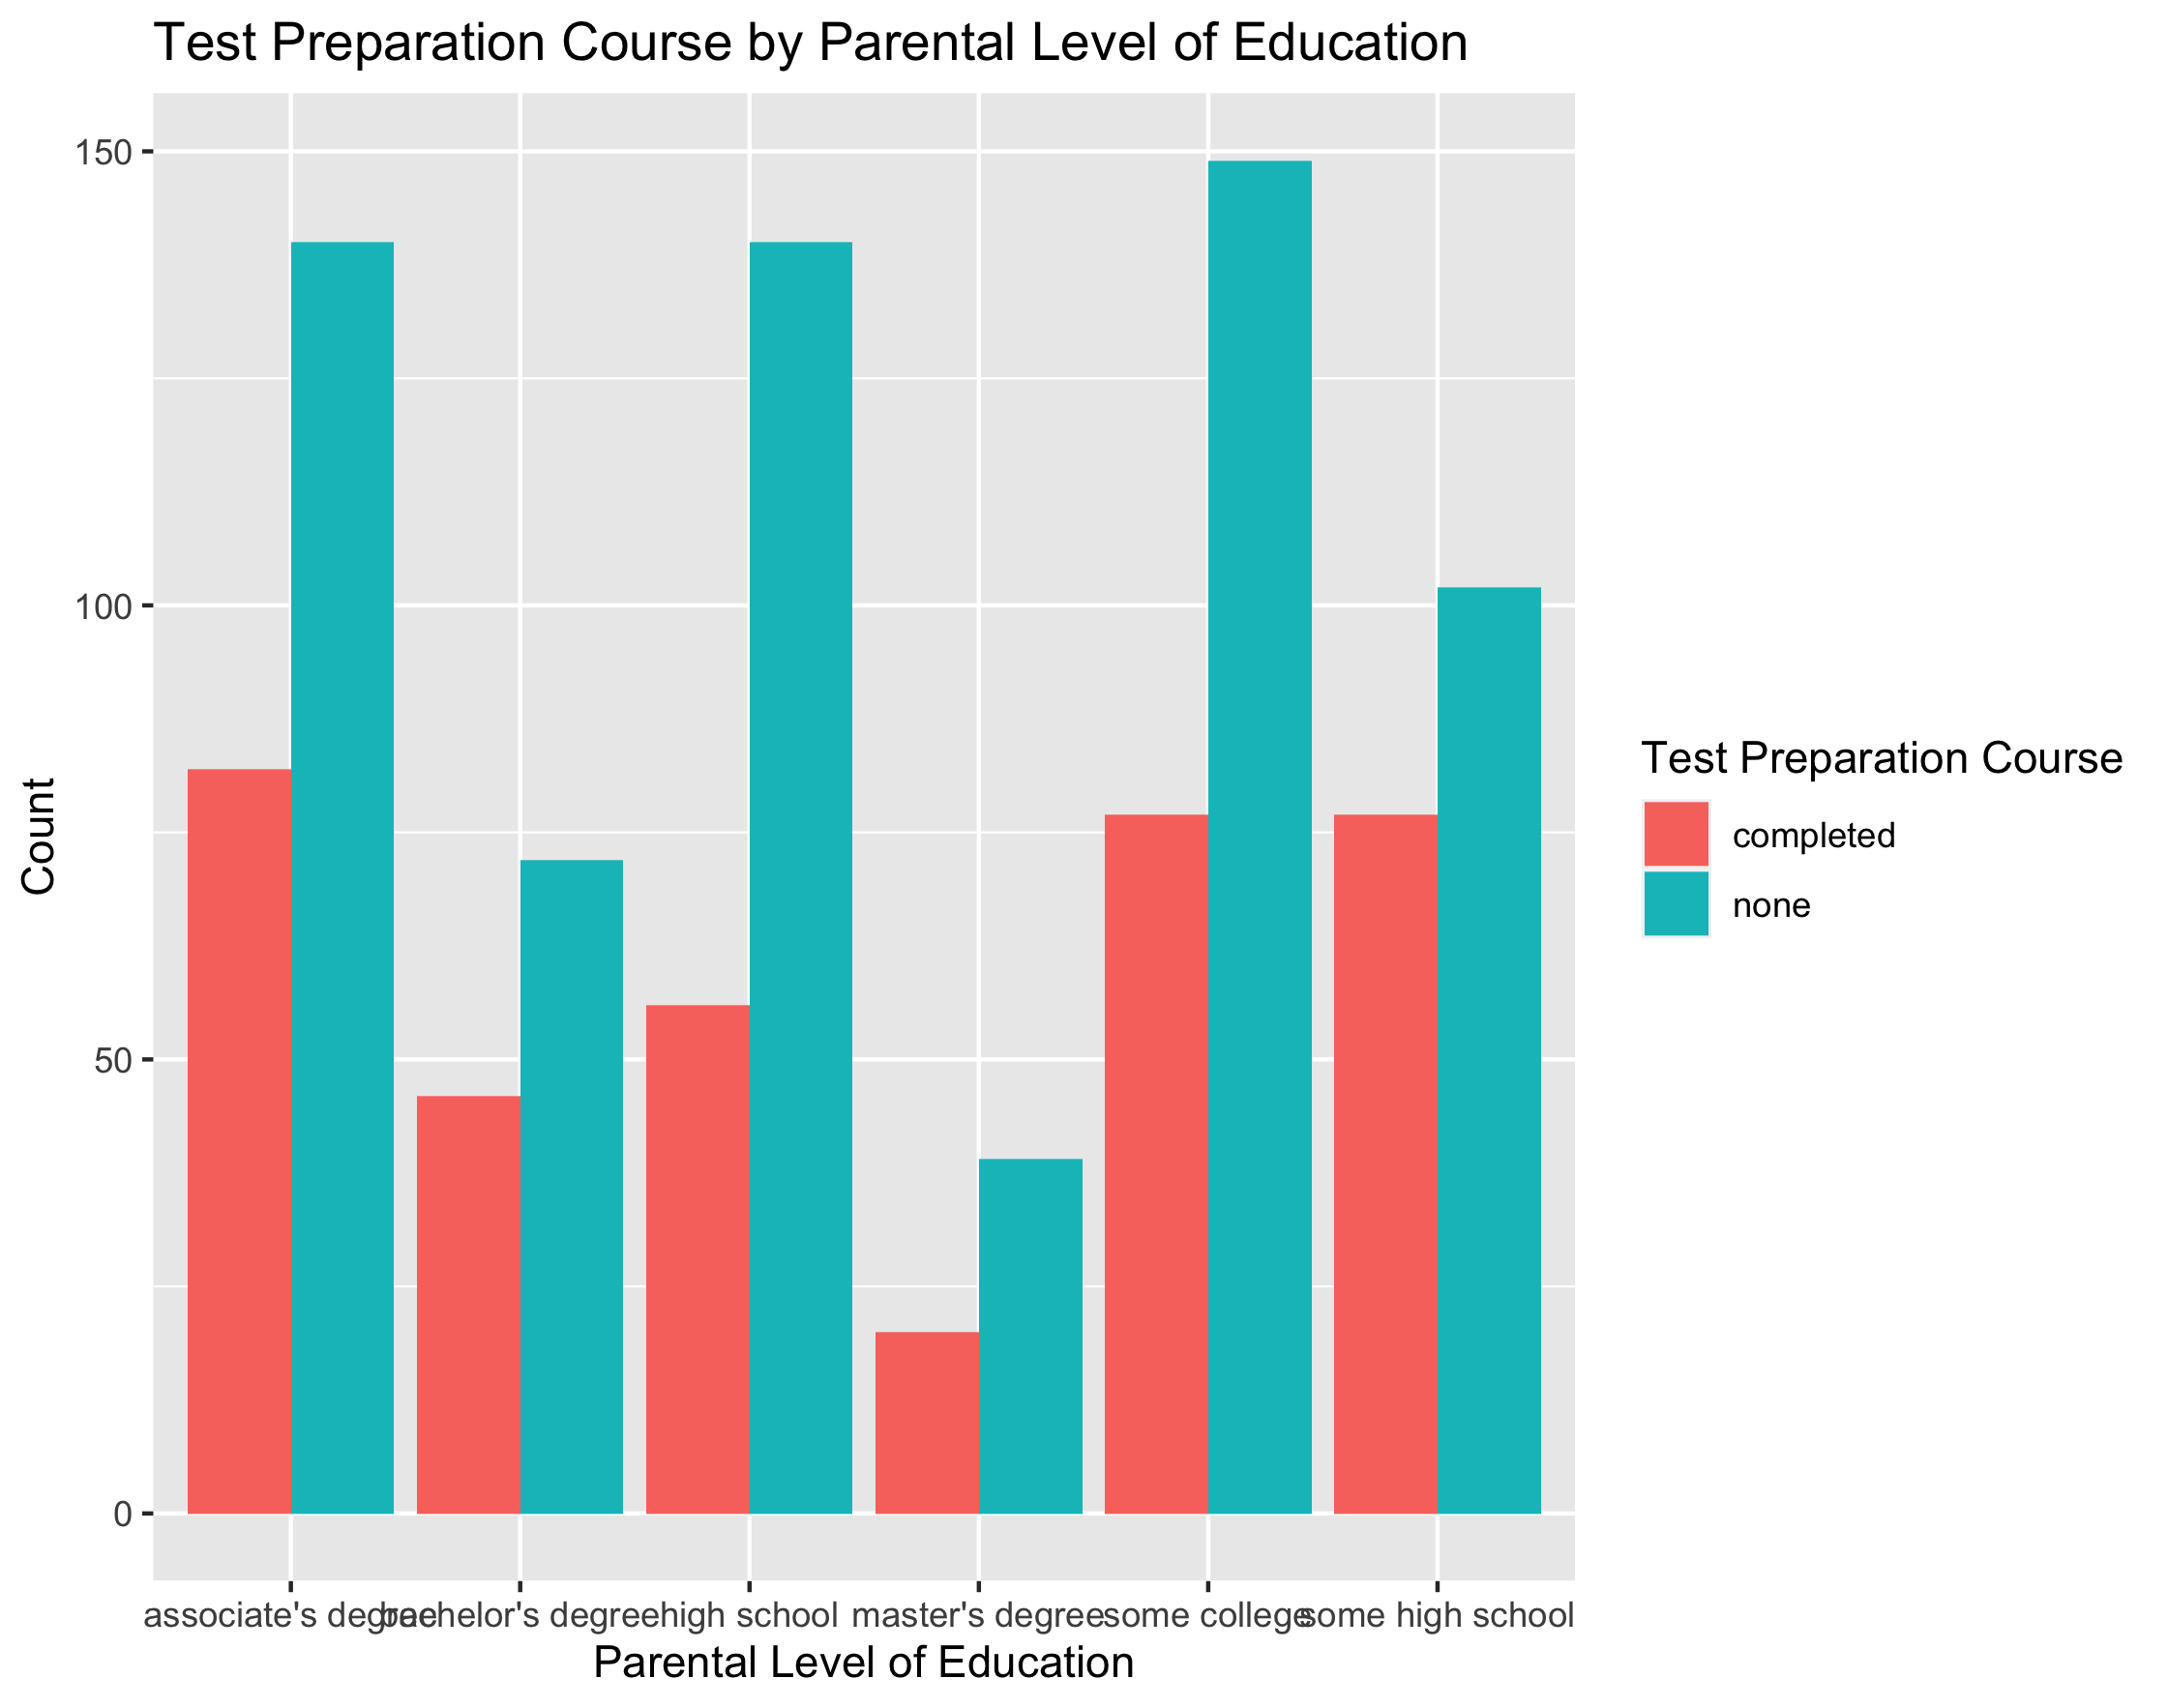 Test Preparation Course by Parental Level of Education
150
100
50
0
Count
associate's degree
bachelor's degree
high school
master's degree
some college
some high school
Parental Level of Education
Test Preparation Course
completed
none